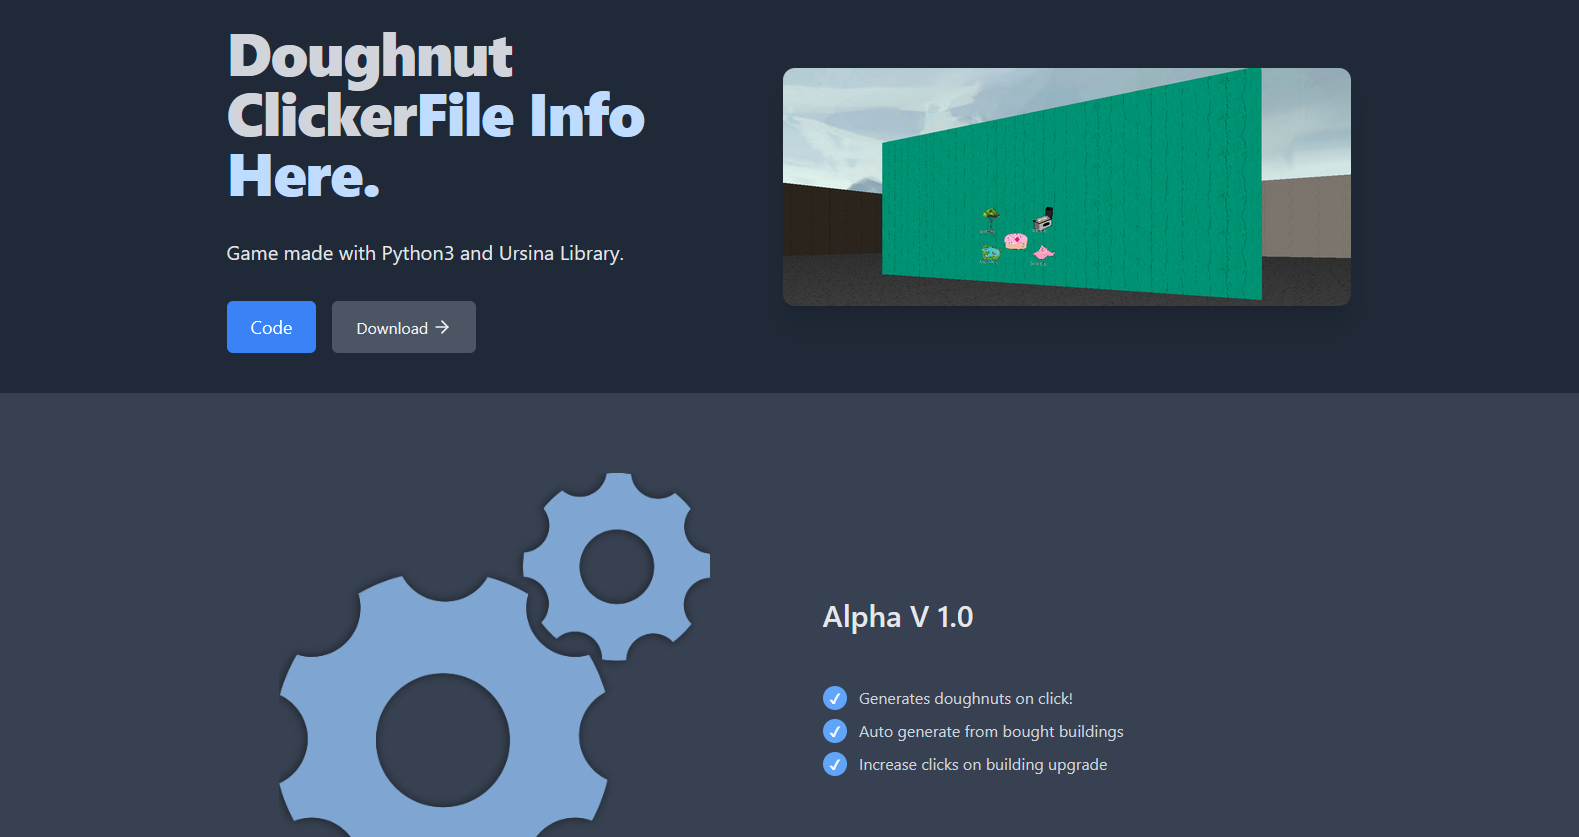 Doughnut
ClickerFile Info
Here.
Game made with Python3 and Ursina Library.
Code
Download →
Alpha V 1.0
Generates doughnuts on click!
Auto generate from bought buildings
Increase clicks on building upgrade